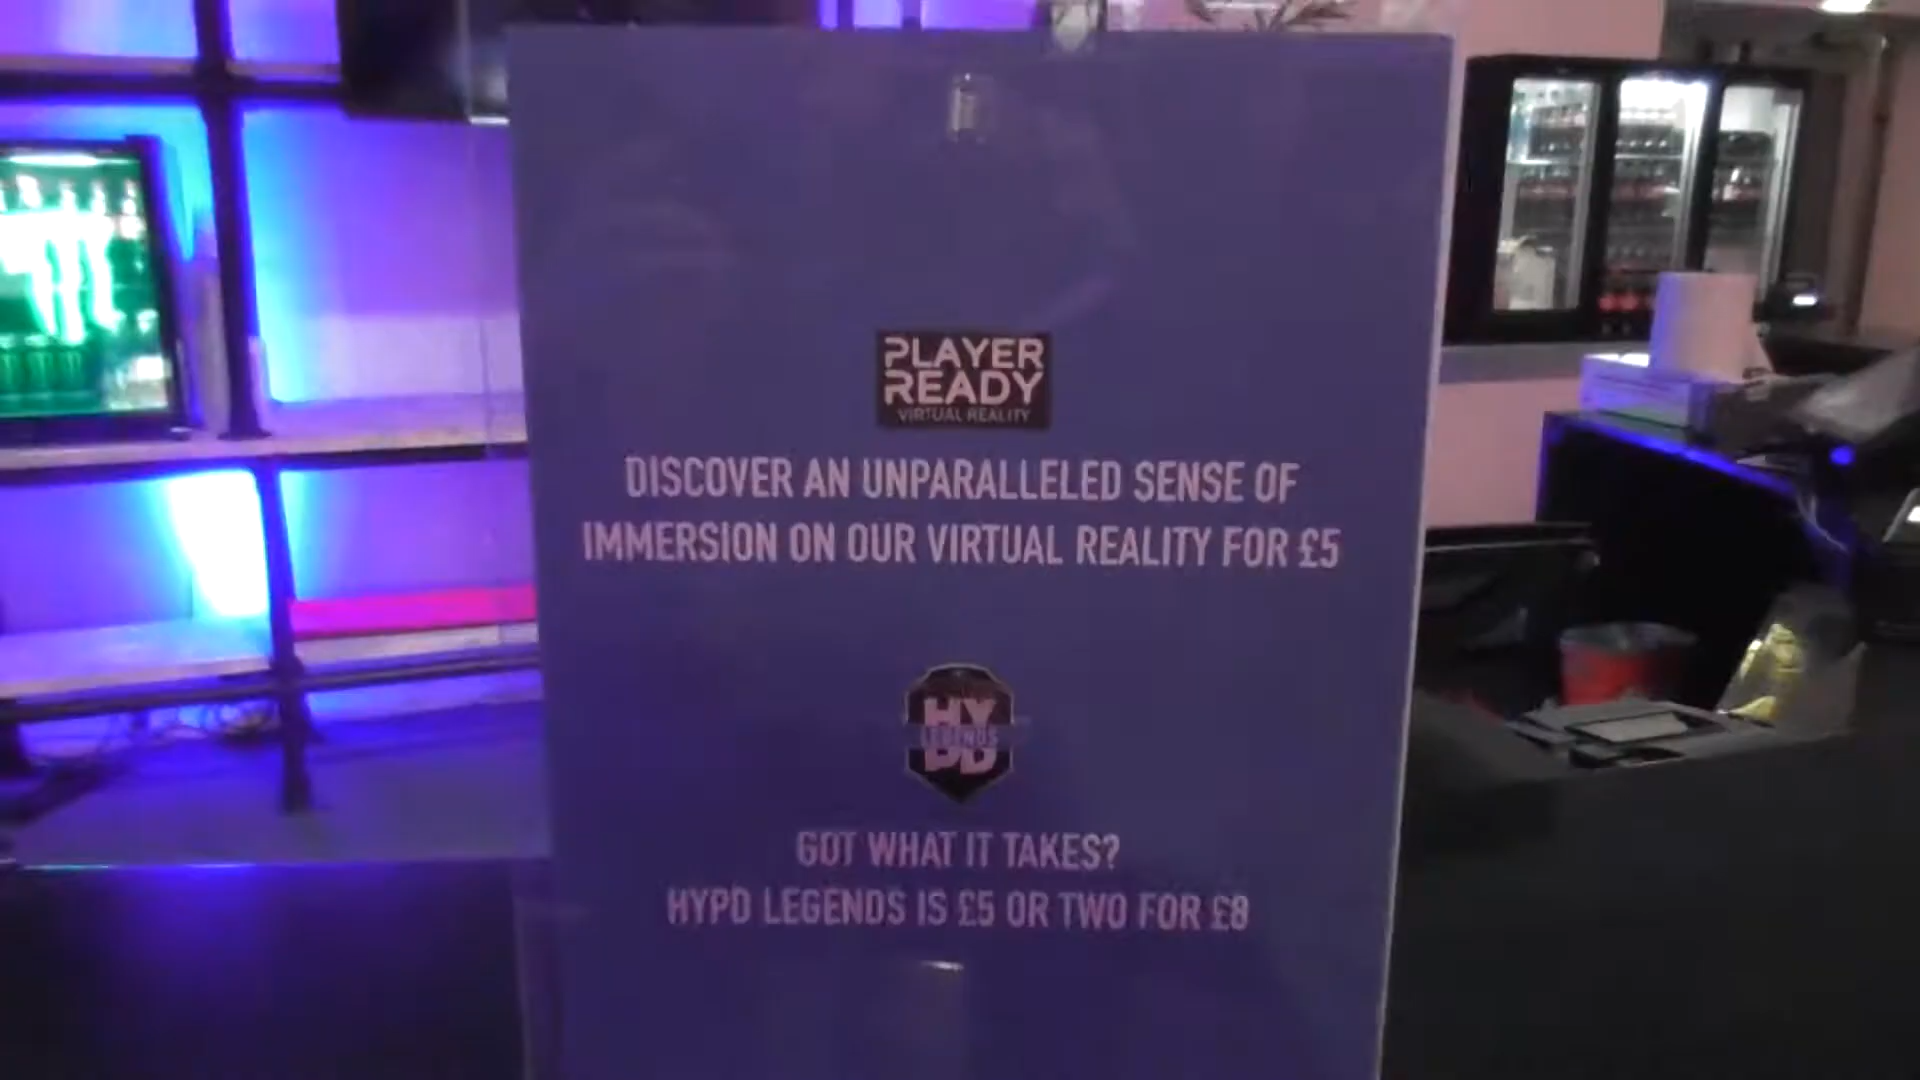 PLAYER
READY
VIRTUAL REALITY
DISCOVER AN UNPARALLELED SENSE OF
IMMERSION ON OUR VIRTUAL REALITY FOR £5
HY
LEGENDS
PD
GOT WHAT IT TAKES?
HYPD LEGENDS IS £5 OR TWO FOR £8